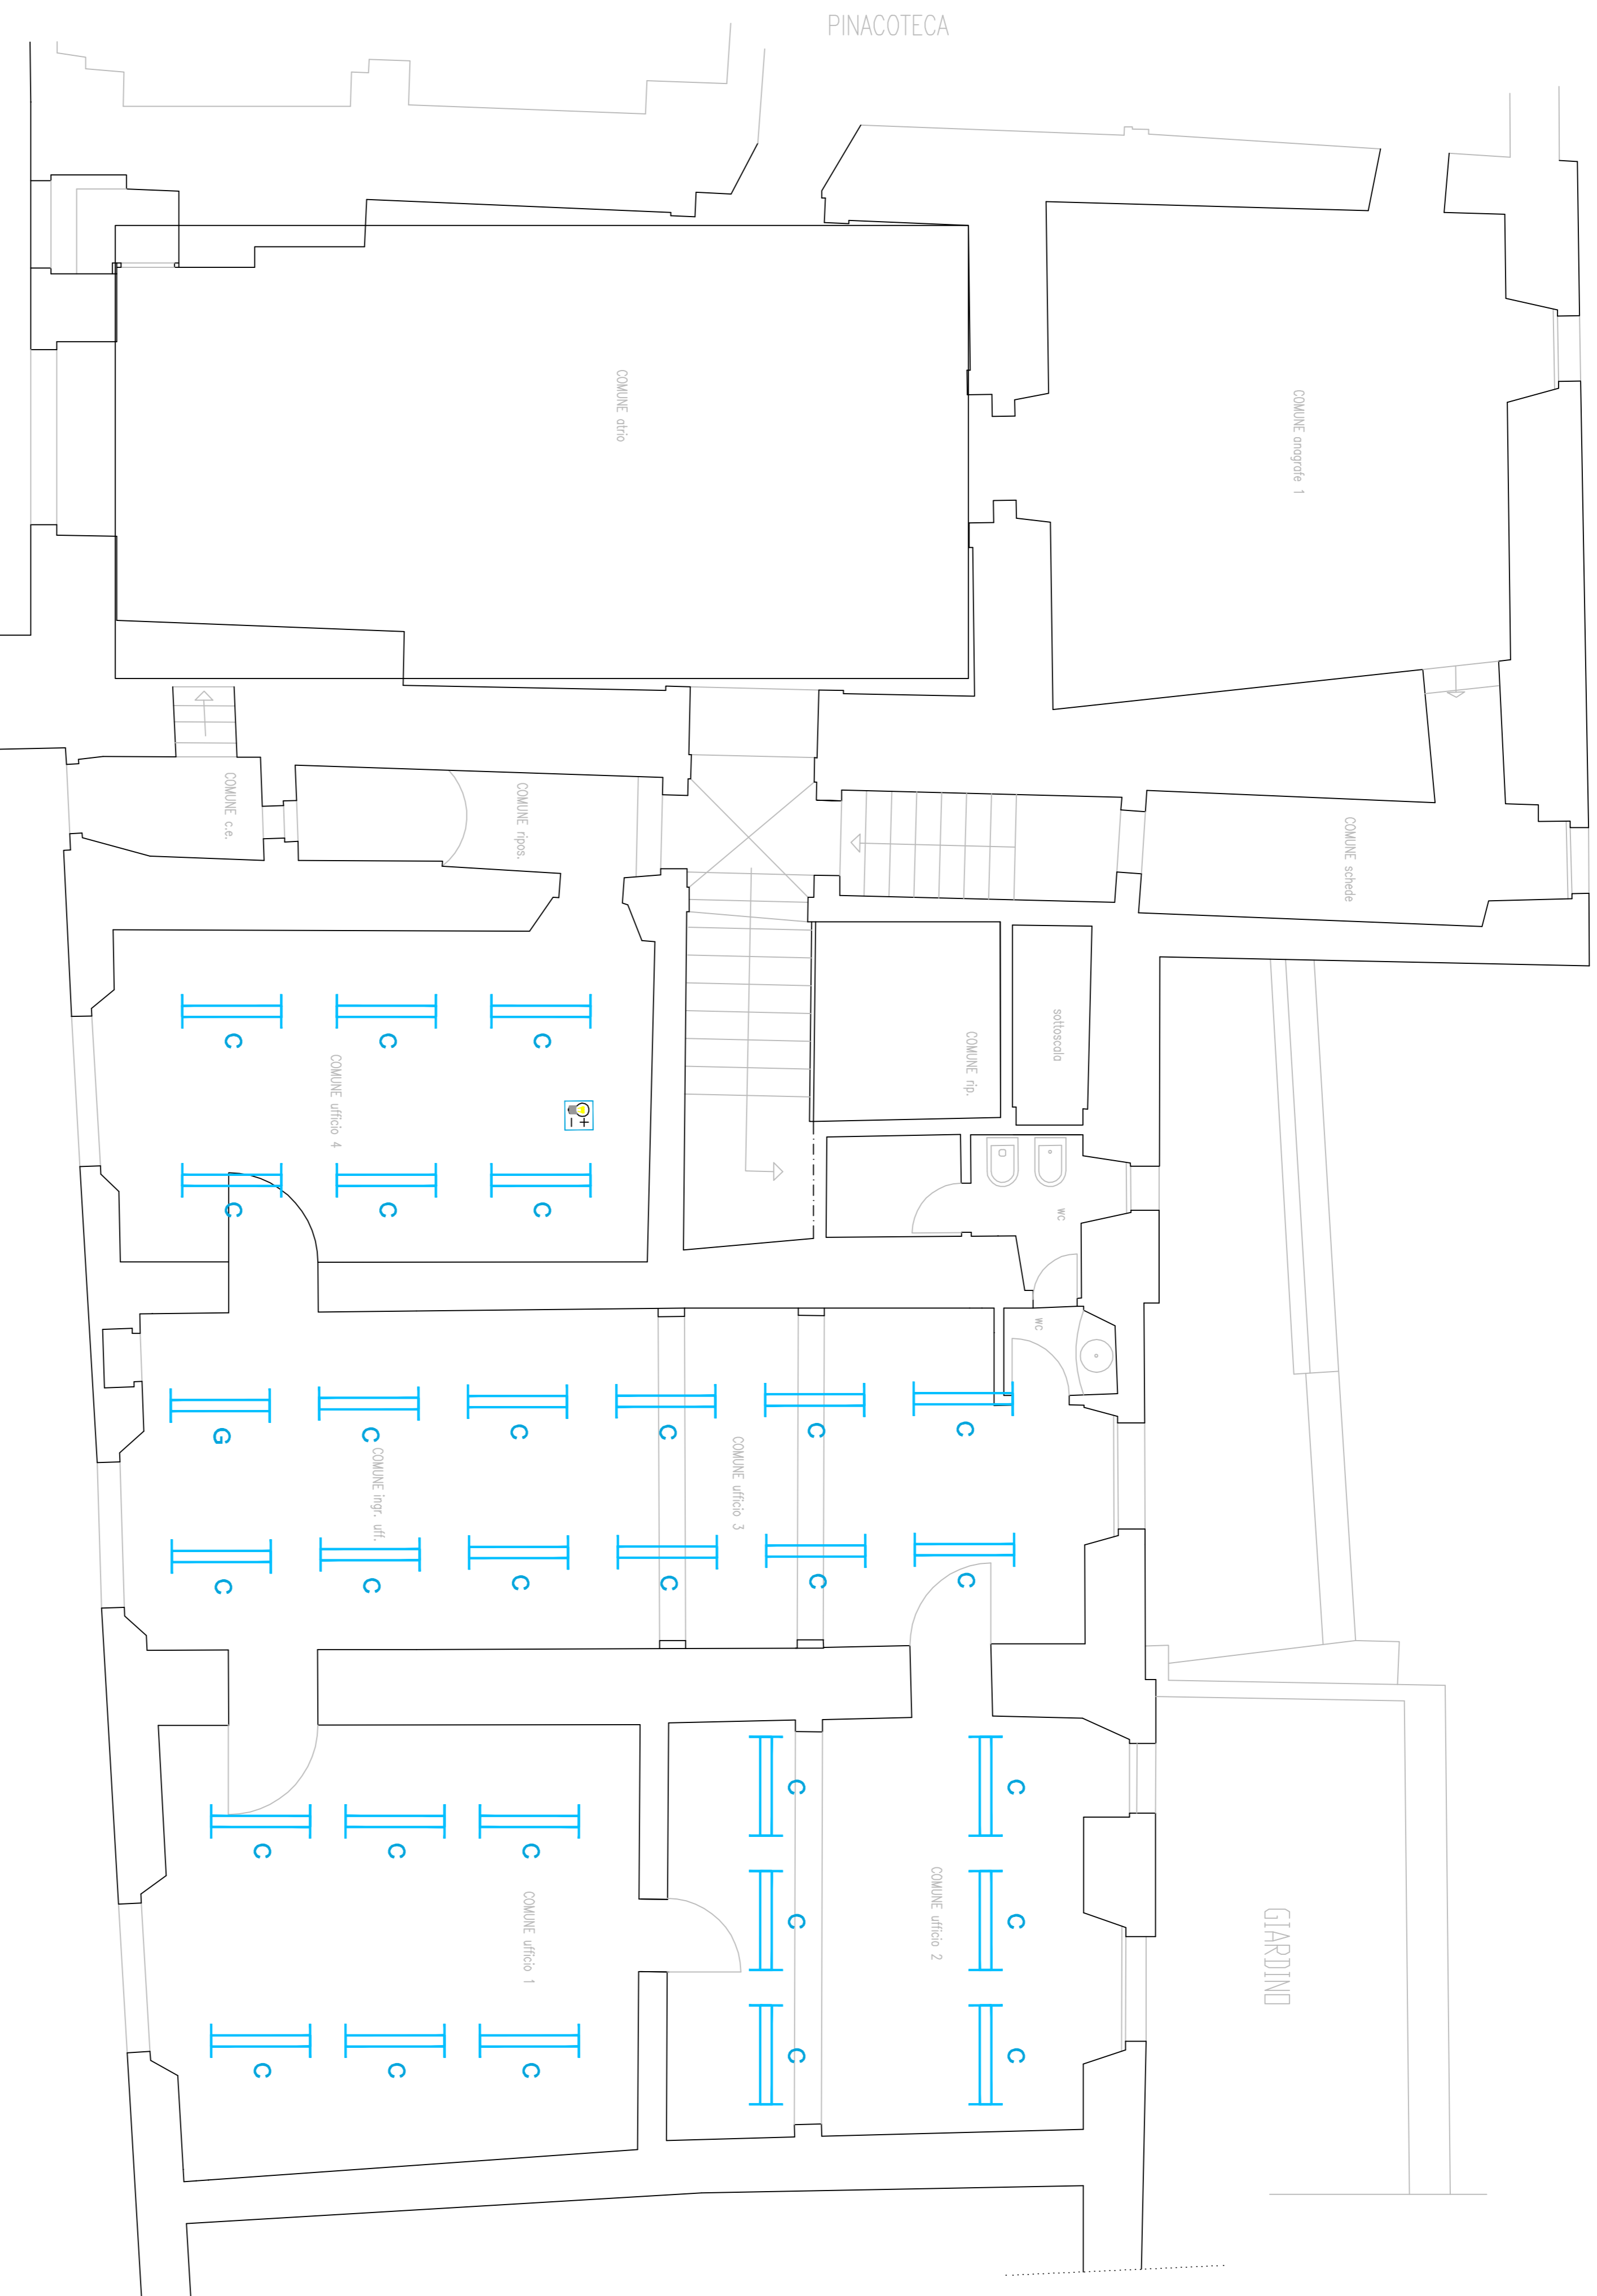 PINACOTECA
COMUNE atrio
COMUNE anagrafe 1
COMUNE c.e.
COMUNE ripos.
COMUNE schede
sottoscala
COMUNE rip.
C C C
COMUNE ufficio 4
+
−
C C C
wc
wc
G C C C C C
COMUNE ingr. uff.
COMUNE ufficio 3
C C C C C C
C C
C C C
COMUNE ufficio 2
COMUNE ufficio 1
C C
GIARDINO
C C C C C